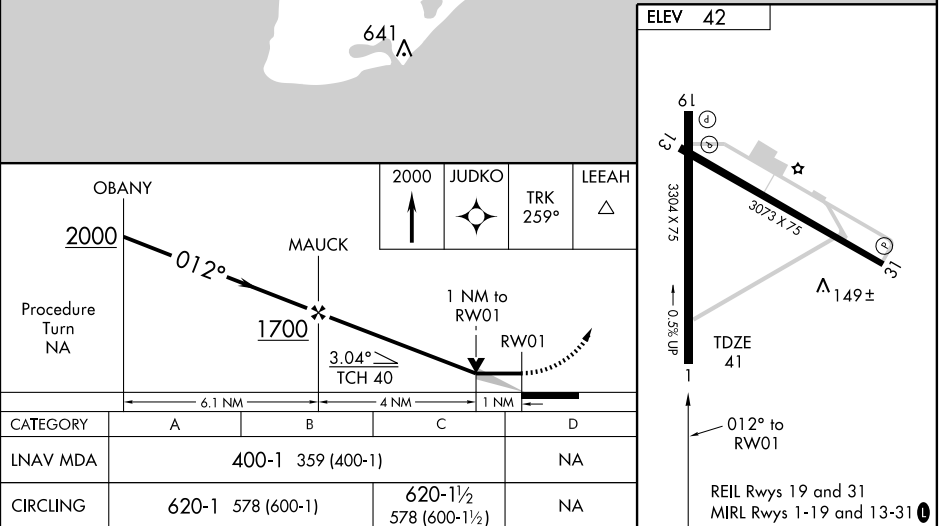 641
OBANY
2000
012°
MAUCK
1700
Procedure
Turn
NA
3.04°
TCH 40
1 NM to
RW01
RW01
6.1 NM
4 NM
1 NM
2000
JUDKO
TRK
259°
LEEAH
CATEGORY A B C D
LNAV MDA 400-1 359 (400-1) NA
CIRCLING 620-1 578 (600-1) 620-1½ 578 (600-1½) NA
ELEV 42
19
P
13
P
3304 X 75
3073 X 75
P
31
149±
0.5% UP
TDZE
41
1
012° to
RW01
REIL Rwys 19 and 31
MIRL Rwys 1-19 and 13-31 L